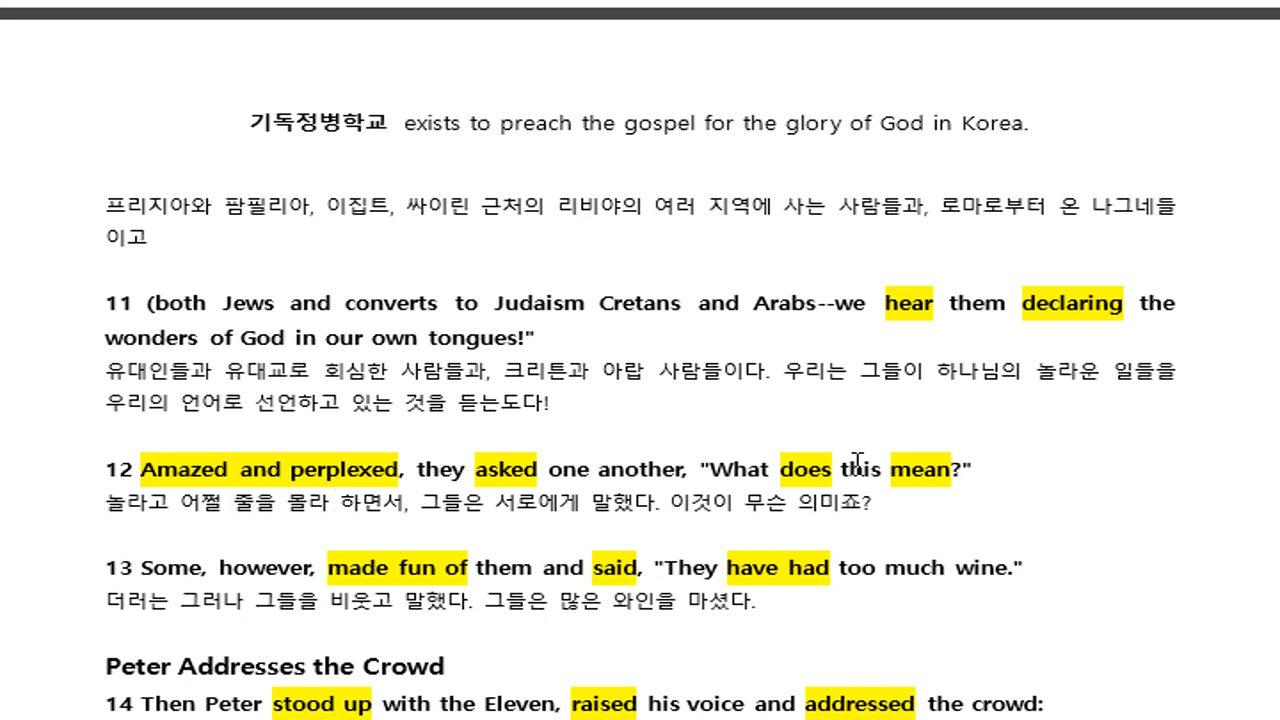 기독정병학교 exists to preach the gospel for the glory of God in Korea.
프리지아와 팜필리아, 이집트, 싸이린 근처의 리비야의 여러 지역에 사는 사람들과, 로마로부터 온 나그네들
이고
11 (both Jews and converts to Judaism Cretans and Arabs--we hear them declaring the
wonders of God in our own tongues!"
유대인들과 유대교로 회심한 사람들과, 크리튼과 아랍 사람들이다. 우리는 그들이 하나님의 놀라운 일들을
우리의 언어로 선언하고 있는 것을 듣는도다!
12 Amazed and perplexed, they asked one another, "What does this mean?"
놀라고 어쩔 줄을 몰라 하면서, 그들은 서로에게 말했다. 이것이 무슨 의미죠?
13 Some, however, made fun of them and said, "They have had too much wine."
더러는 그러나 그들을 비웃고 말했다. 그들은 많은 와인을 마셨다.
Peter Addresses the Crowd
14 Then Peter stood up with the Eleven, raised his voice and addressed the crowd: